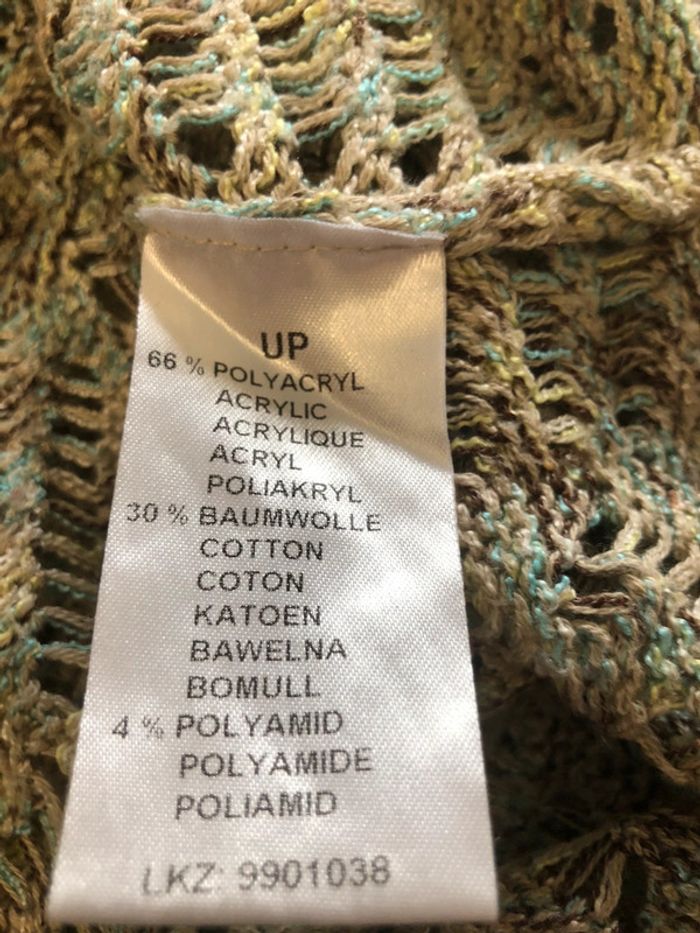 UP
66 % POLYACRYL
ACRYLIC
ACRYLIQUE
ACRYL
POLIAKRYL
30 % BAUMWOLLE
COTTON
COTON
KATOEN
BAWELNA
BOMULL
4 % POLYAMID
POLYAMIDE
POLIAMID
LKZ: 9901038